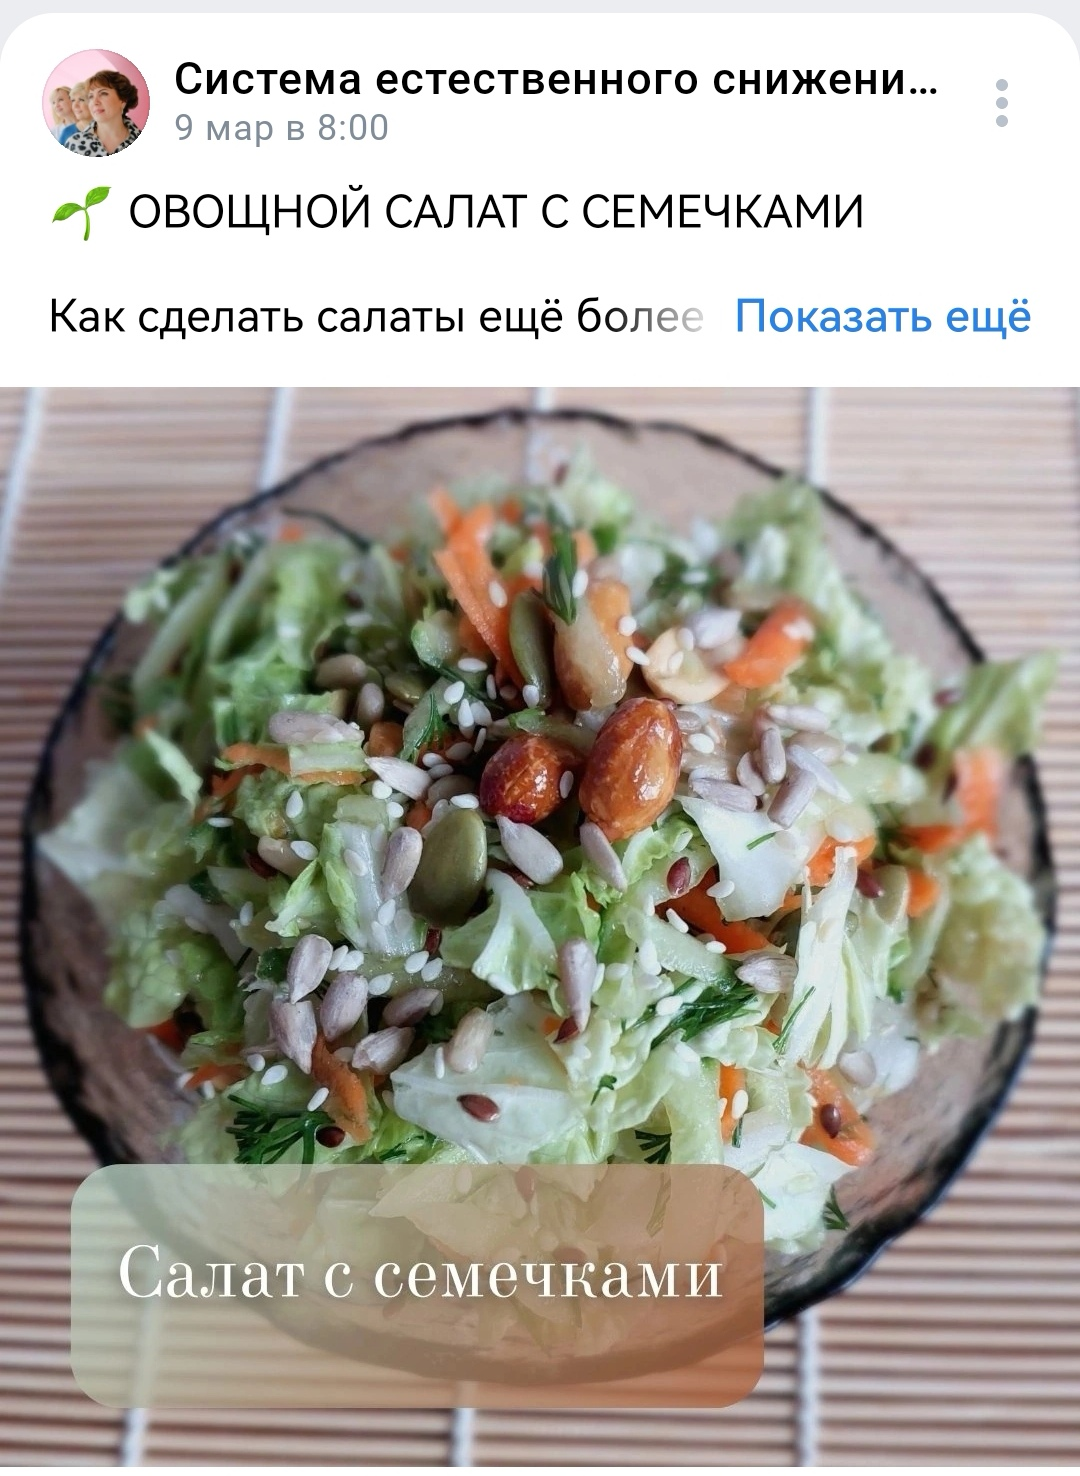 Система естественного снижени...
9 мар в 8:00
ОВОЩНОЙ САЛАТ С СЕМЕЧКАМИ
Как сделать салаты ещё более Показать ещё
Салат с семечками